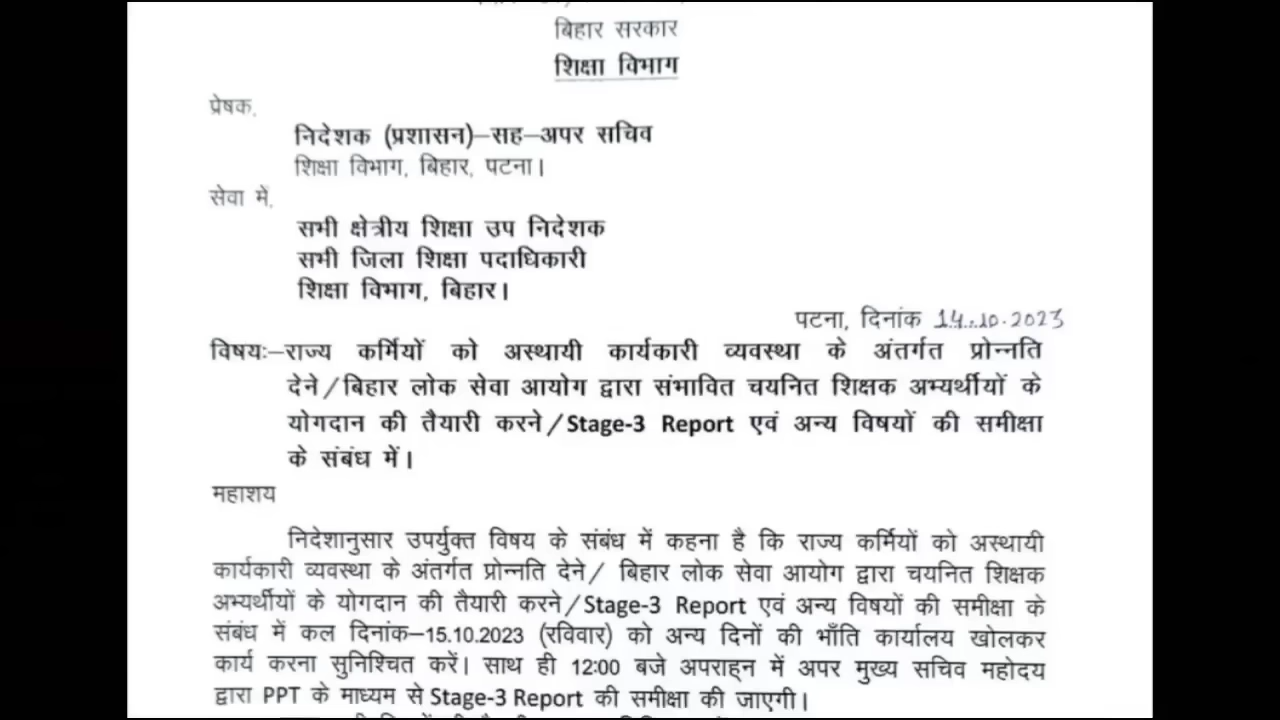 बिहार सरकार
शिक्षा विभाग
प्रेषक,
निदेशक (प्रशासन)–सह–अपर सचिव
शिक्षा विभाग, बिहार, पटना।
सेवा में,
सभी क्षेत्रीय शिक्षा उप निदेशक
सभी जिला शिक्षा पदाधिकारी
शिक्षा विभाग, बिहार।
पटना, दिनांक 14.10.2023
विषयः–राज्य कर्मियों को अस्थायी कार्यकारी व्यवस्था के अंतर्गत प्रोन्नति
देने/बिहार लोक सेवा आयोग द्वारा संभावित चयनित शिक्षक अभ्यर्थीयों के
योगदान की तैयारी करने/Stage-3 Report एवं अन्य विषयों की समीक्षा
के संबंध में।
महाशय
निदेशानुसार उपर्युक्त विषय के संबंध में कहना है कि राज्य कर्मियों को अस्थायी
कार्यकारी व्यवस्था के अंतर्गत प्रोन्नति देने/ बिहार लोक सेवा आयोग द्वारा चयनित शिक्षक
अभ्यर्थीयों के योगदान की तैयारी करने/Stage-3 Report एवं अन्य विषयों की समीक्षा के
संबंध में कल दिनांक–15.10.2023 (रविवार) को अन्य दिनों की भाँति कार्यालय खोलकर
कार्य करना सुनिश्चित करें। साथ ही 12:00 बजे अपराह्न में अपर मुख्य सचिव महोदय
द्वारा PPT के माध्यम से Stage-3 Report की समीक्षा की जाएगी।